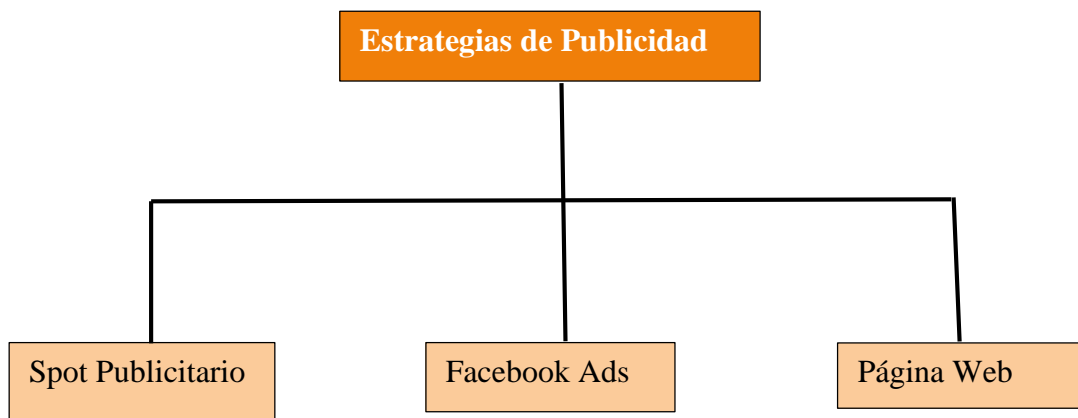 Estrategias de Publicidad
Spot Publicitario
Facebook Ads
Página Web